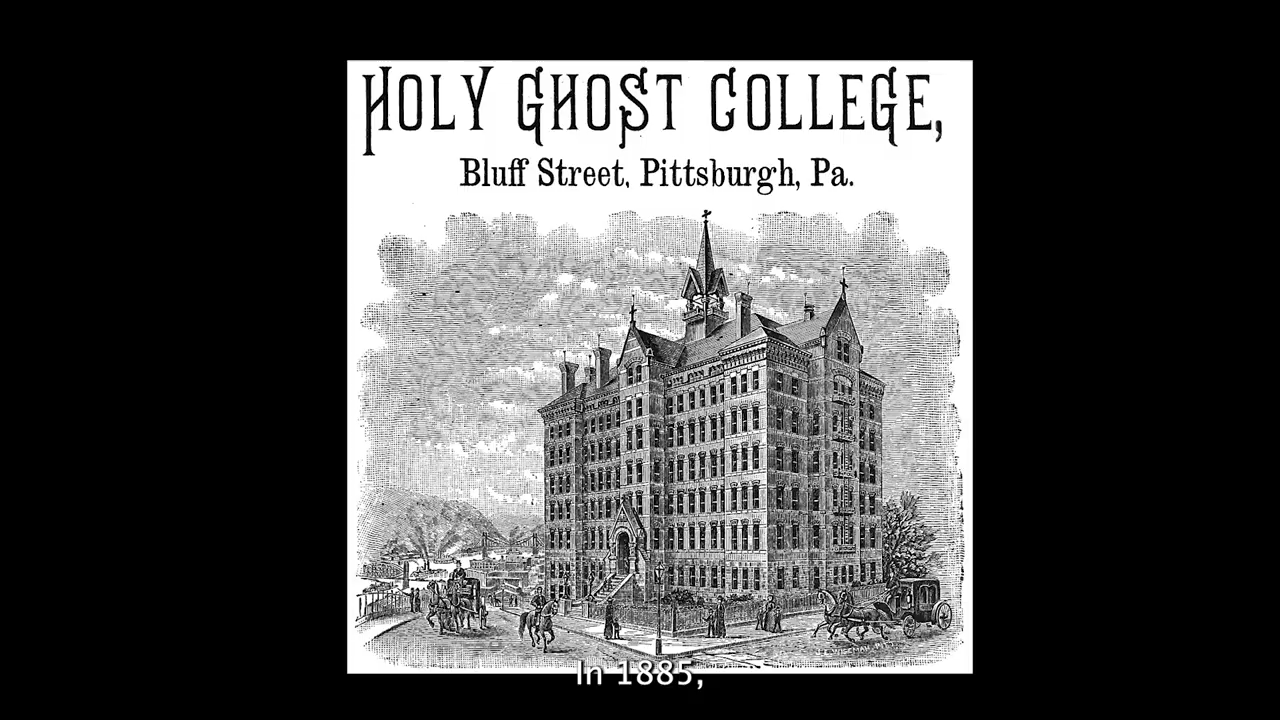 HOLY GHOST COLLEGE,
Bluff Street, Pittsburgh, Pa.
In 1885,